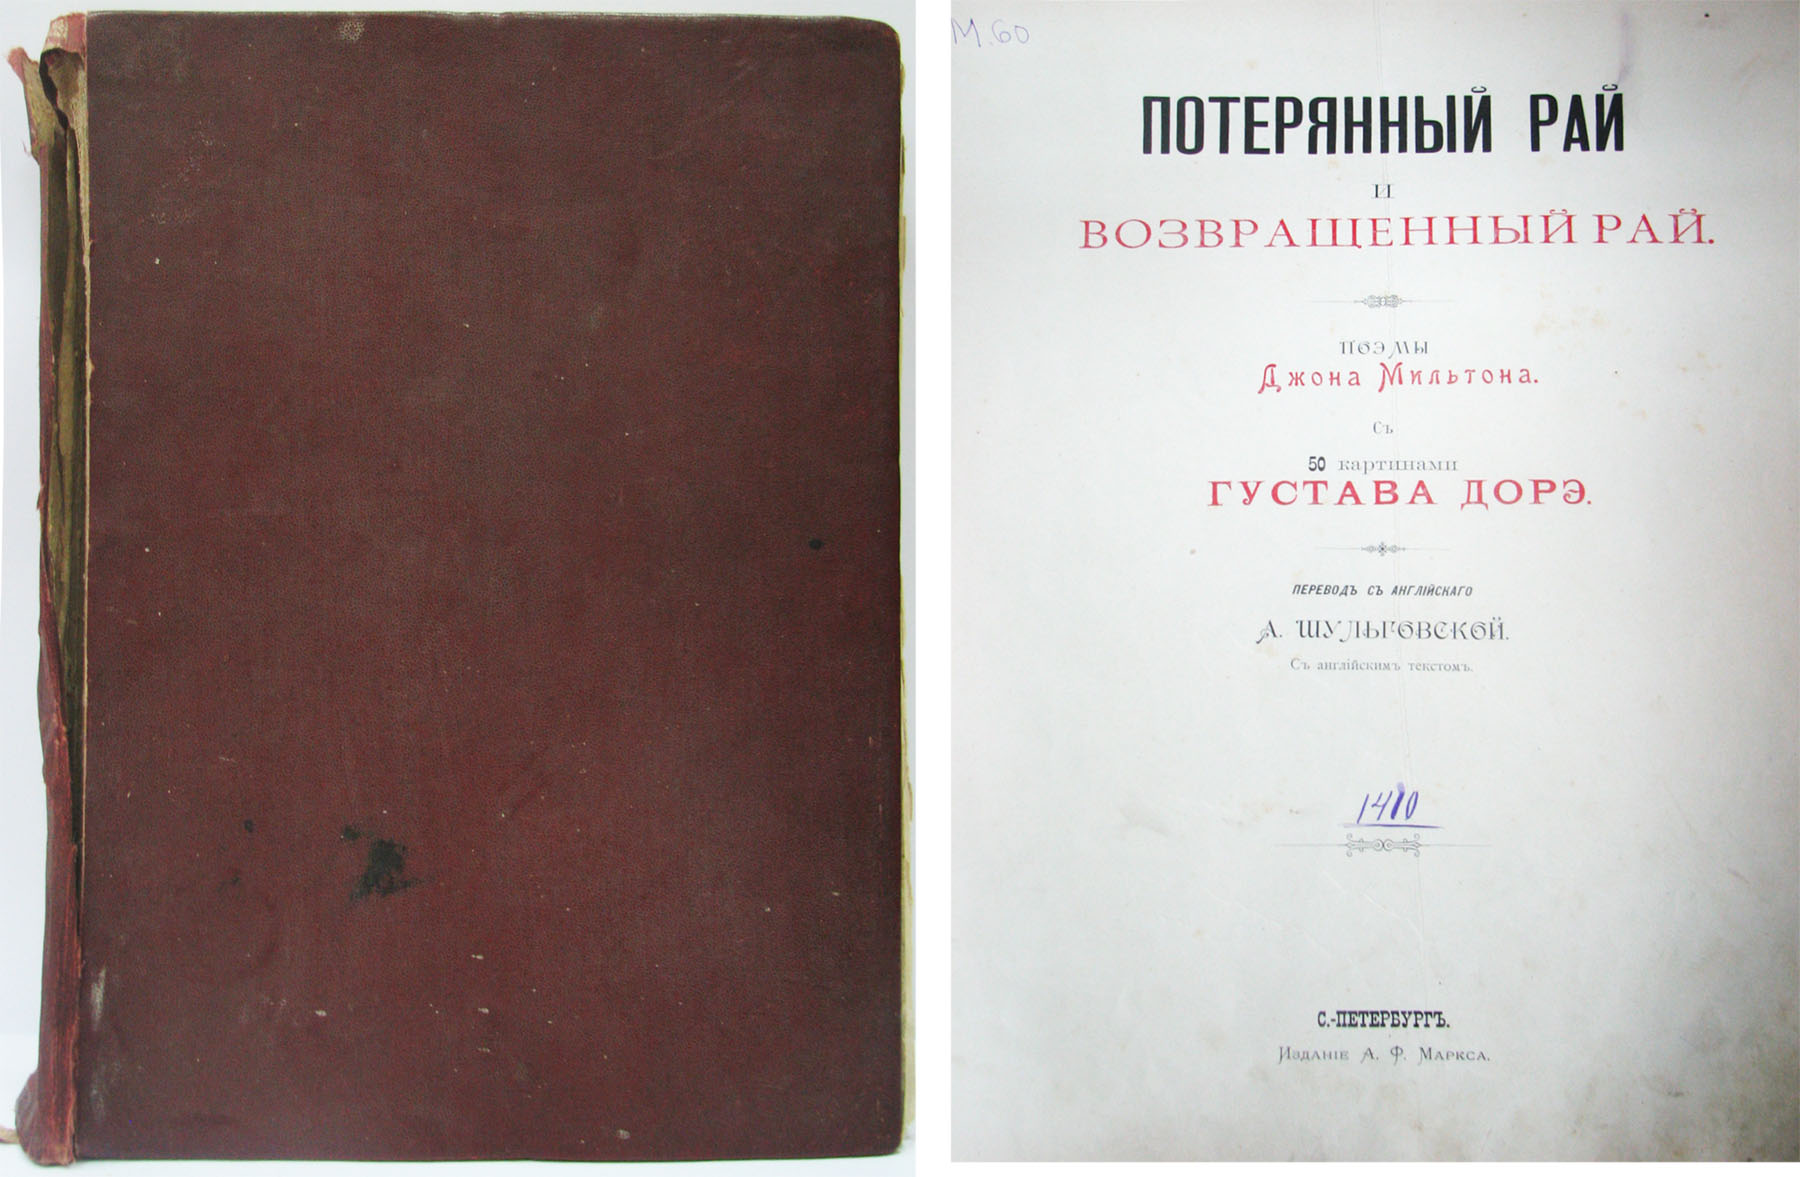 М.60
ПОТЕРЯННЫЙ РАЙ
И
ВОЗВРАЩЕННЫЙ РАЙ.
ПОЭМЫ
Джона Мильтона.
Съ
50 картинами
ГУСТАВА ДОРЭ.
ПЕРЕВОДЪ СЪ АНГЛІЙСКАГО
А. ШУЛЬГОВСКОЙ.
Съ англійскимъ текстомъ.
1410
С.-ПЕТЕРБУРГЪ.
Изданіе А. Ф. Маркса.